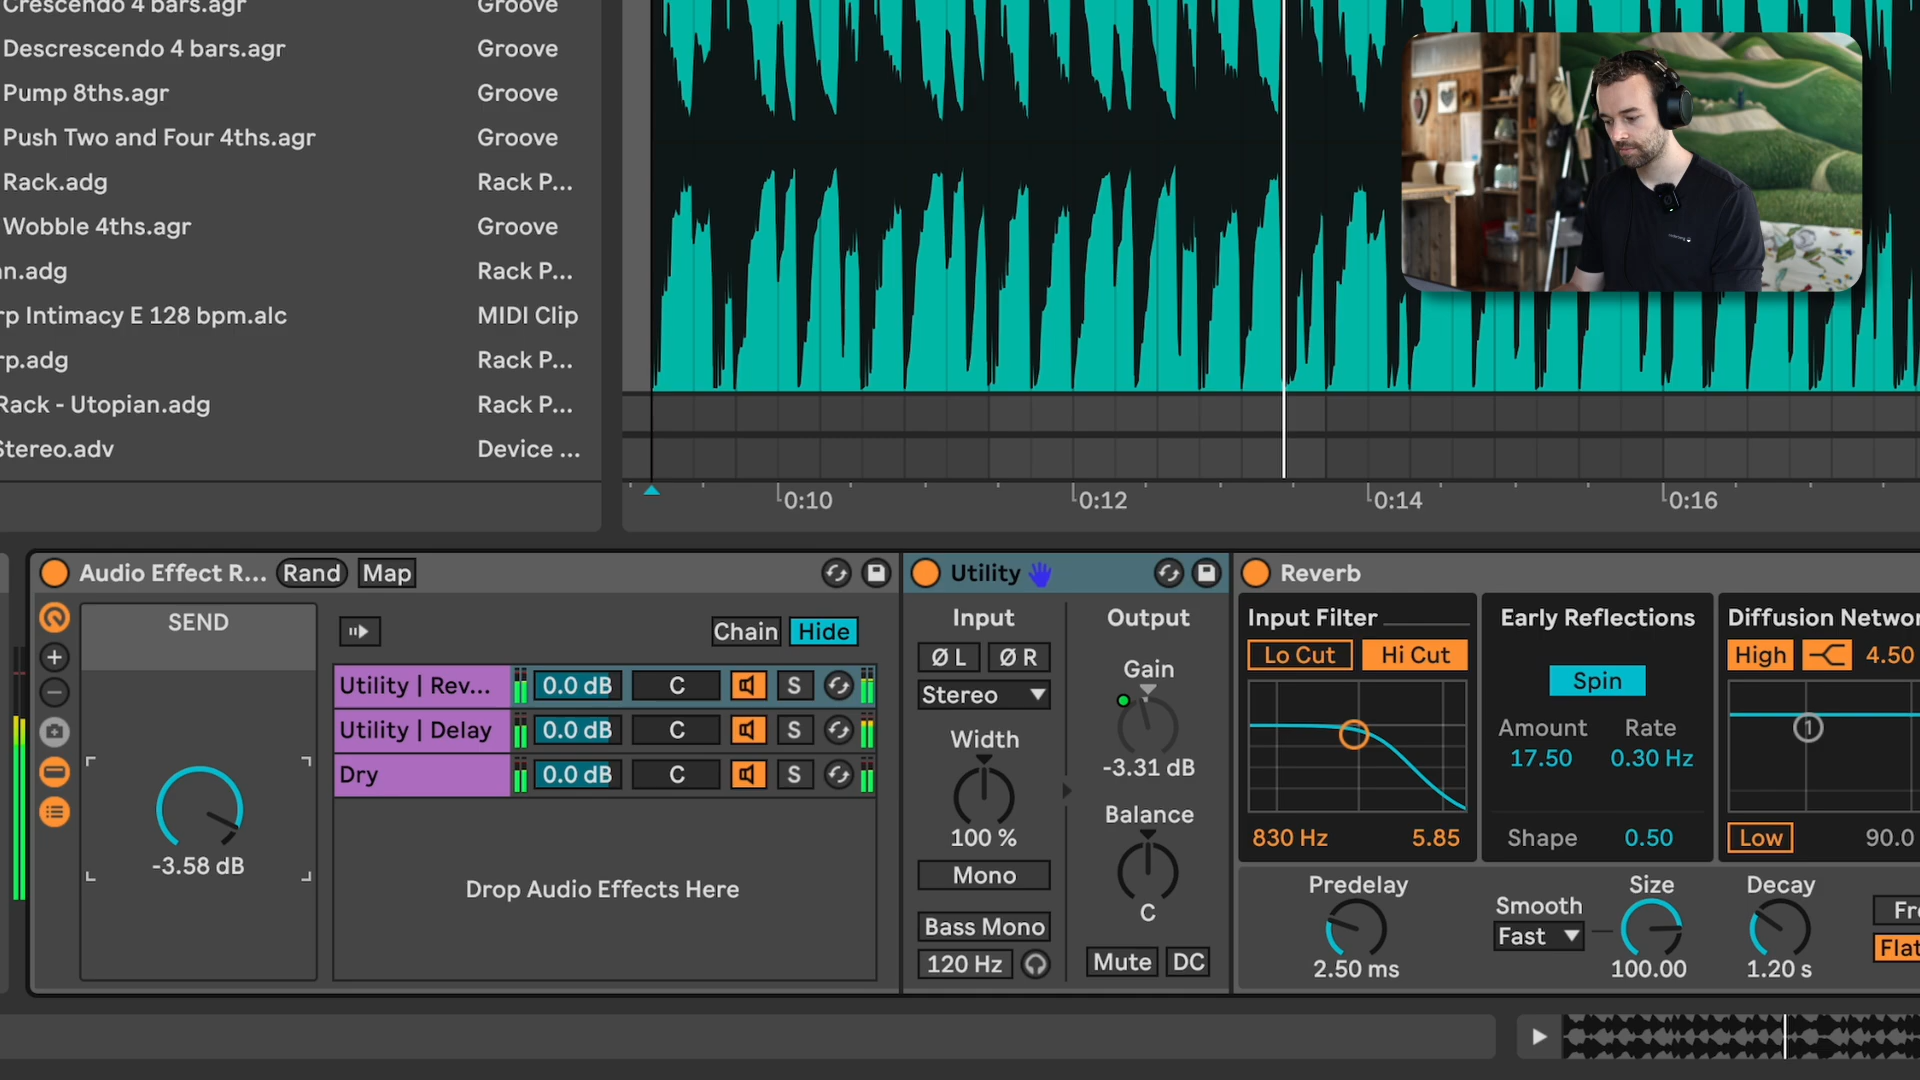 Crescendo 4 bars.agr Groove
Descrescendo 4 bars.agr Groove
Pump 8ths.agr Groove
Push Two and Four 4ths.agr Groove
Rack.adg Rack P...
Wobble 4ths.agr Groove
n.adg Rack P...
rp Intimacy E 128 bpm.alc MIDI Clip
rp.adg Rack P...
Rack - Utopian.adg Rack P...
Stereo.adv Device ...
0:10 0:12 0:14 0:16
Audio Effect R... Rand Map
SEND
-3.58 dB
Chain Hide
Utility | Rev... 0.0 dB C S
Utility | Delay 0.0 dB C S
Dry 0.0 dB C S
Drop Audio Effects Here
Utility
Input
Ø L Ø R
Stereo
Width
100 %
Mono
Bass Mono
120 Hz
Output
Gain
-3.31 dB
Balance
C
Mute DC
Reverb
Input Filter
Lo Cut Hi Cut
830 Hz 5.85
Early Reflections
Spin
Amount Rate
17.50 0.30 Hz
Shape 0.50
Diffusion Networ
High 4.50
1
Low 90.0
Predelay
2.50 ms
Smooth
Fast
Size
100.00
Decay
1.20 s
Fre
Flat